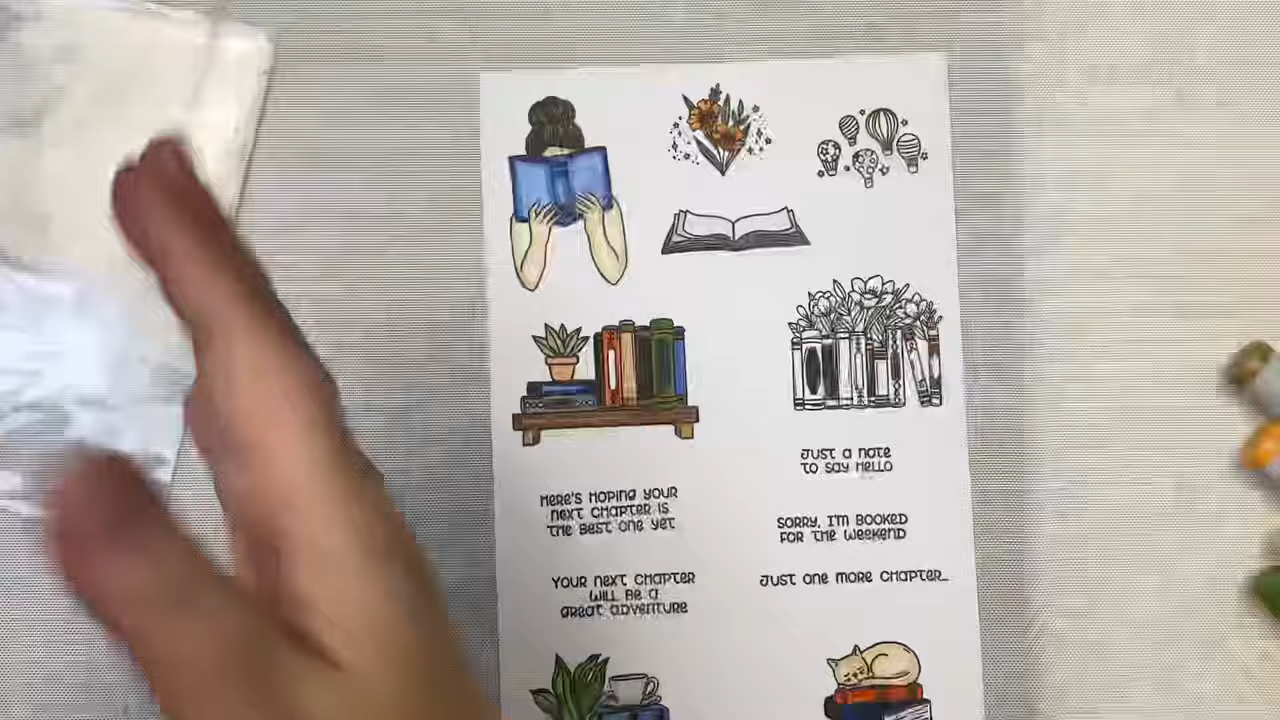 JUST A NOTE
TO SAY HELLO
HERE'S HOPING YOUR
NEXT CHAPTER IS
THE BEST ONE YET
SORRY, I'M BOOKED
FOR THE WEEKEND
YOUR NEXT CHAPTER
WILL BE A
GREAT ADVENTURE
JUST ONE MORE CHAPTER...